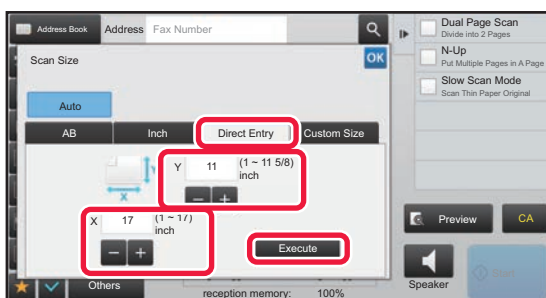 Address Book
Address
Fax Number
Scan Size
OK
Auto
AB
Inch
Direct Entry
Custom Size
Y
Y
11
(1 ~ 11 5/8)
inch
X
X
17
(1 ~ 17)
inch
Execute
Others
reception memory: 100%
Dual Page Scan
Divide into 2 Pages
N-Up
Put Multiple Pages in A Page
Slow Scan Mode
Scan Thin Paper Original
Preview
CA
Speaker
Start